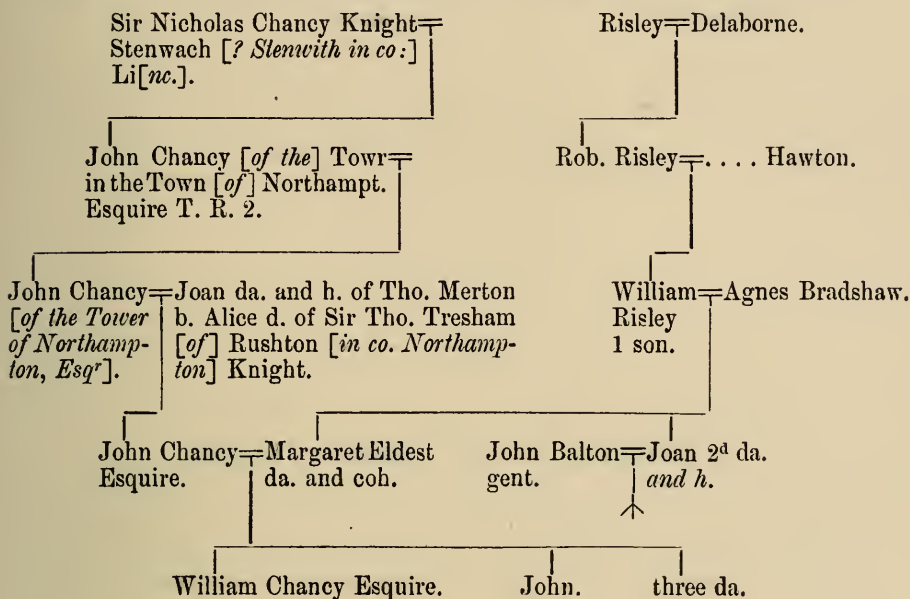 Sir Nicholas Chancy Knight
Stenwach [? Stenwith in co:]
Li[nc.].
Risley Delaborne.
John Chancy [of the] Towr
in the Town [of] Northampt.
Esquire T. R. 2.
Rob. Risley . . . . Hawton.
John Chancy
[of the Tower
of Northamp-
ton, Esqr].
Joan da. and h. of Tho. Merton
b. Alice d. of Sir Tho. Tresham
[of] Rushton [in co. Northamp-
ton] Knight.
William
Risley
1 son.
Agnes Bradshaw.
John Chancy
Esquire.
Margaret Eldest
da. and coh.
John Balton
gent.
Joan 2d da.
and h.
William Chancy Esquire.
John.
three da.